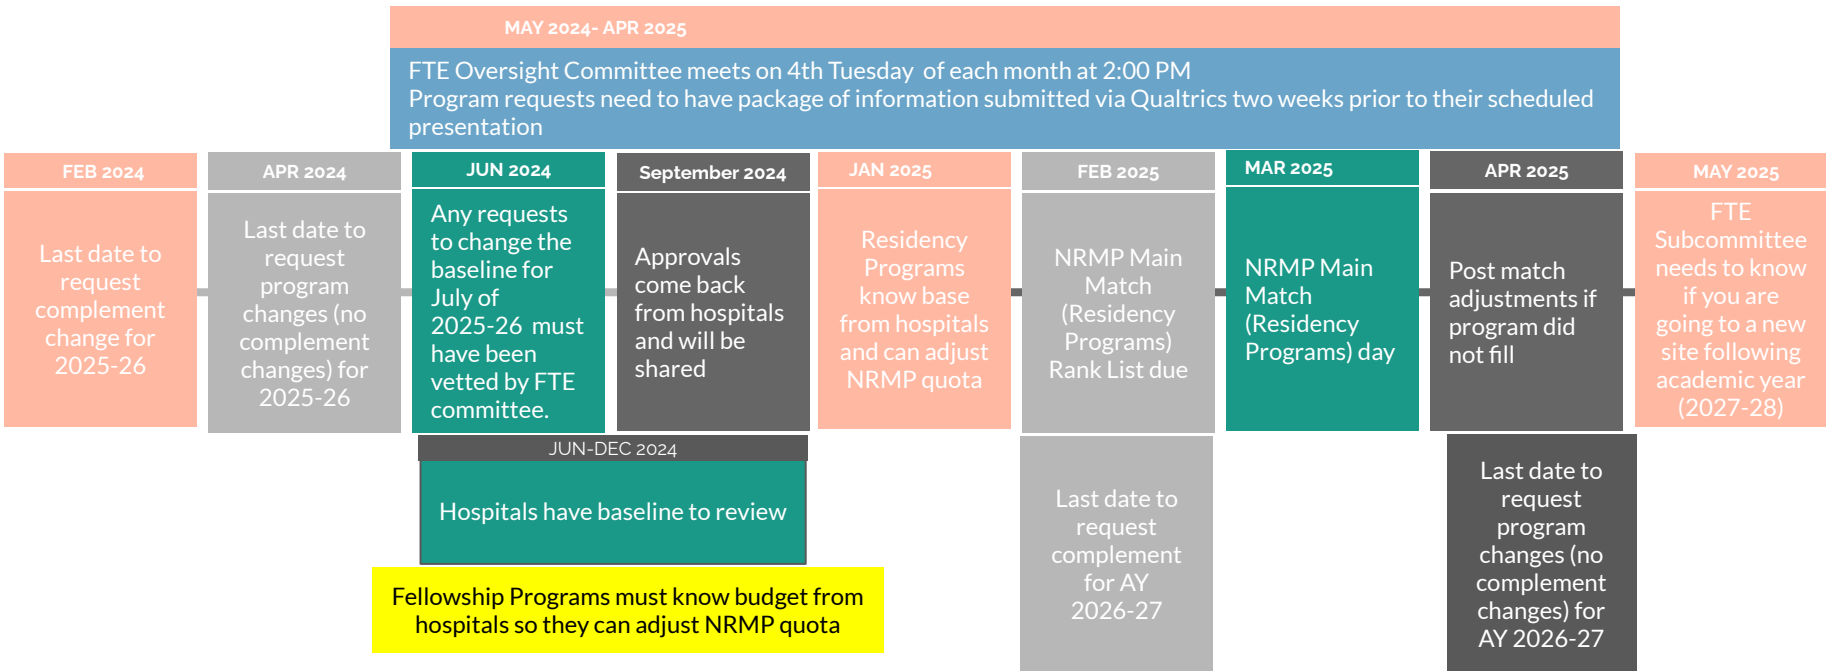 MAY 2024- APR 2025
FTE Oversight Committee meets on 4th Tuesday of each month at 2:00 PM
Program requests need to have package of information submitted via Qualtrics two weeks prior to their scheduled
presentation
FEB 2024
Last date to
request
complement
change for
2025-26
APR 2024
Last date to
request
program
changes (no
complement
changes) for
2025-26
JUN 2024
Any requests
to change the
baseline for
July of
2025-26 must
have been
vetted by FTE
committee.
September 2024
Approvals
come back
from hospitals
and will be
shared
JAN 2025
Residency
Programs
know base
from hospitals
and can adjust
NRMP quota
FEB 2025
NRMP Main
Match
(Residency
Programs)
Rank List due
MAR 2025
NRMP Main
Match
(Residency
Programs) day
APR 2025
Post match
adjustments if
program did
not fill
MAY 2025
FTE
Subcommittee
needs to know
if you are
going to a new
site following
academic year
(2027-28)
JUN-DEC 2024
Hospitals have baseline to review
Fellowship Programs must know budget from
hospitals so they can adjust NRMP quota
Last date to
request
complement
for AY
2026-27
Last date to
request
program
changes (no
complement
changes) for
AY 2026-27